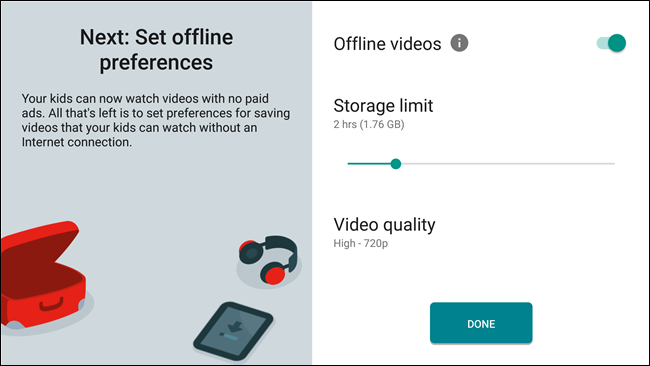 Next: Set offline
preferences
Your kids can now watch videos with no paid
ads. All that's left is to set preferences for saving
videos that your kids can watch without an
Internet connection.
Offline videos
Storage limit
2 hrs (1.76 GB)
Video quality
High - 720p
DONE